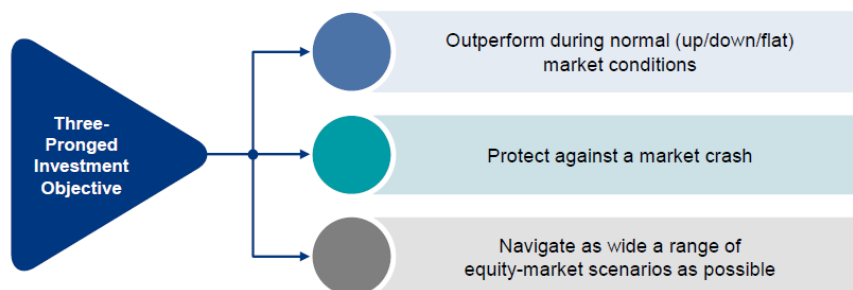 Three-
Pronged
Investment
Objective
Outperform during normal (up/down/flat)
market conditions
Protect against a market crash
Navigate as wide a range of
equity-market scenarios as possible